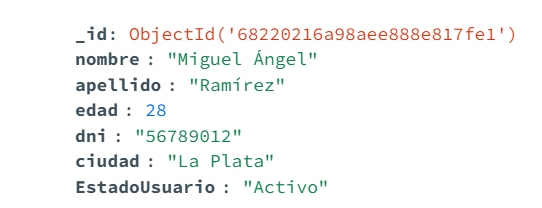 _id: ObjectId('68220216a98aee888e817fe1')
nombre : "Miguel Ángel"
apellido : "Ramírez"
edad : 28
dni : "56789012"
ciudad : "La Plata"
EstadoUsuario : "Activo"